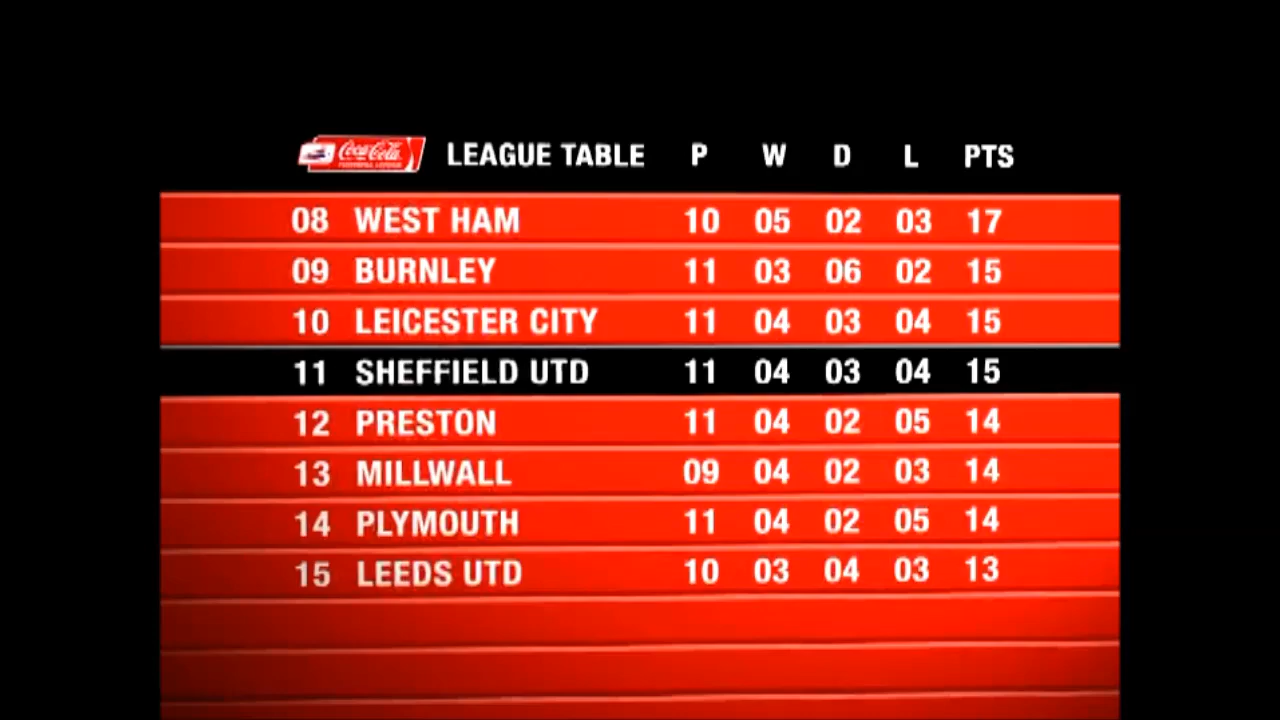 Coca-Cola LEAGUE TABLE P W D L PTS
08 WEST HAM 10 05 02 03 17
09 BURNLEY 11 03 06 02 15
10 LEICESTER CITY 11 04 03 04 15
11 SHEFFIELD UTD 11 04 03 04 15
12 PRESTON 11 04 02 05 14
13 MILLWALL 09 04 02 03 14
14 PLYMOUTH 11 04 02 05 14
15 LEEDS UTD 10 03 04 03 13